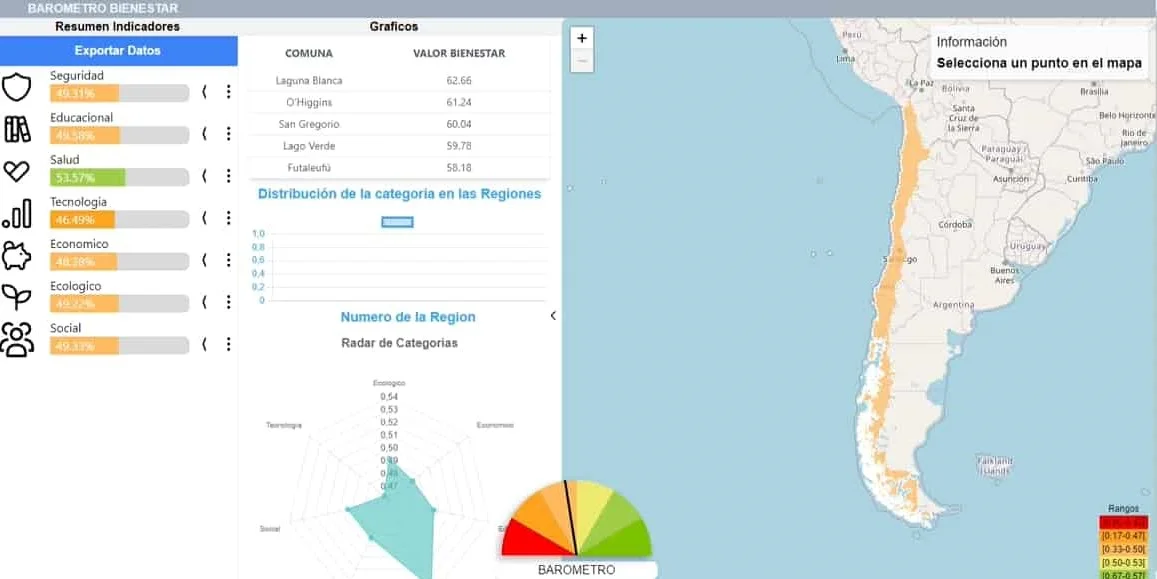 BAROMETRO BIENESTAR
Resumen Indicadores
Exportar Datos
Seguridad
49.31%
Educacional
49.58%
Salud
53.57%
Tecnologia
46.49%
Economico
48.38%
Ecologico
49.22%
Social
49.33%
Graficos
COMUNA VALOR BIENESTAR
Laguna Blanca 62.66
O'Higgins 61.24
San Gregorio 60.04
Lago Verde 59.78
Futaleufú 58.18
Distribución de la categoria en las Regiones
1,0
0,8
0,6
0,4
0,2
0
Numero de la Region
Radar de Categorias
Ecologico
0,54
0,53
0,52
0,51
0,50
0,49
0,48
0,47
Tecnologia
Economico
Social
BAROMETRO
+
−
Información
Selecciona un punto en el mapa
Perú
Lima
La Paz
Bolivia
Santa
Cruz de
la Sierra
Brasília
Belo Horizonte
Rio de
Janeiro
São Paulo
Paraguay /
Paraguái
Asunción
Curitiba
Córdoba
Uruguay
Santiago
Buenos
Aires
Argentina
Falkland
Islands
Rangos
[0.17-0.47[
[0.33-0.50[
[0.50-0.53[
[0.67-0.57[